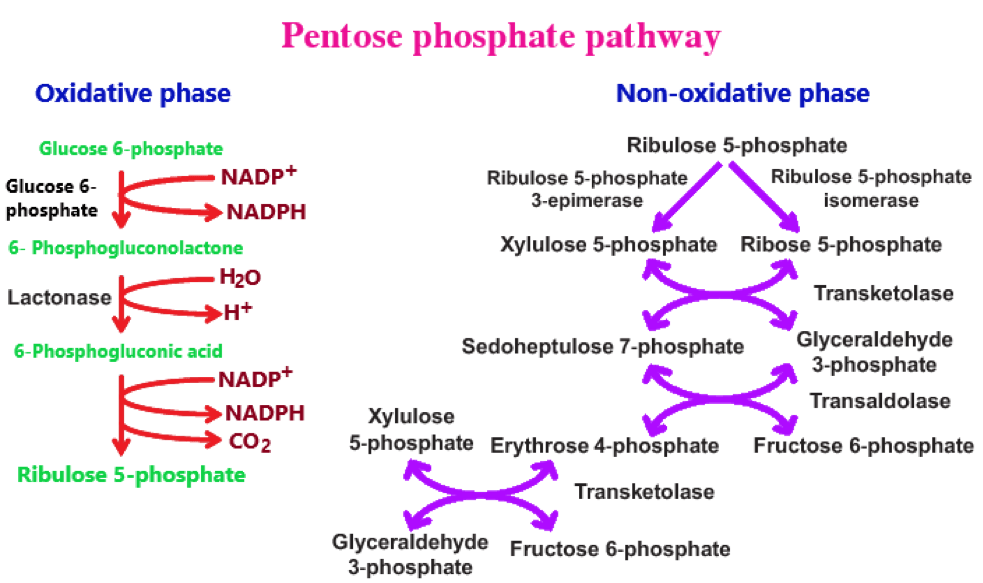 Pentose phosphate pathway
Oxidative phase
Glucose 6-phosphate
Glucose 6-
phosphate
NADP+
NADPH
6- Phosphogluconolactone
Lactonase
H2O
H+
6-Phosphogluconic acid
NADP+
NADPH
CO2
Ribulose 5-phosphate
Non-oxidative phase
Ribulose 5-phosphate
Ribulose 5-phosphate
3-epimerase
Ribulose 5-phosphate
isomerase
Xylulose 5-phosphate
Ribose 5-phosphate
Transketolase
Sedoheptulose 7-phosphate
Glyceraldehyde
3-phosphate
Transaldolase
Xylulose
5-phosphate
Erythrose 4-phosphate
Fructose 6-phosphate
Transketolase
Glyceraldehyde
3-phosphate
Fructose 6-phosphate